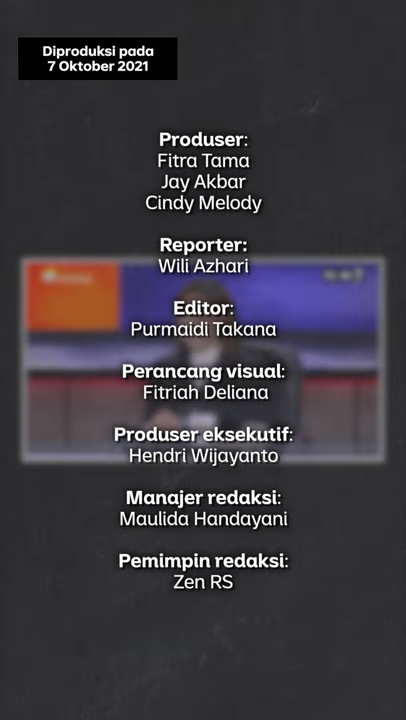 Diproduksi pada
7 Oktober 2021
Produser:
Fitra Tama
Jay Akbar
Cindy Melody
Reporter:
Wili Azhari
Editor:
Purmaidi Takana
Perancang visual:
Fitriah Deliana
Produser eksekutif:
Hendri Wijayanto
Manajer redaksi:
Maulida Handayani
Pemimpin redaksi:
Zen RS